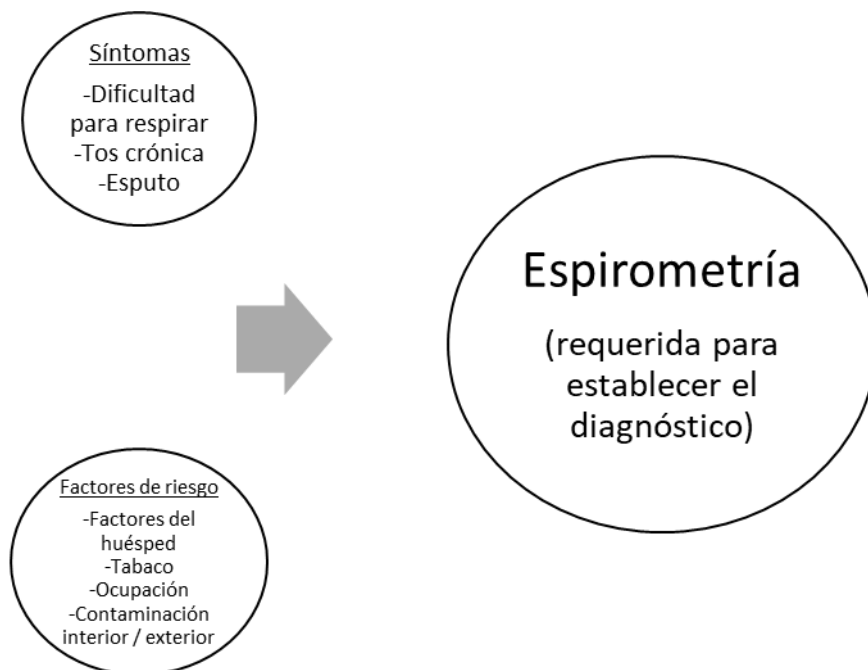 Síntomas
-Dificultad
para respirar
-Tos crónica
-Esputo
Espirometría
(requerida para
establecer el
diagnóstico)
Factores de riesgo
-Factores del
huésped
-Tabaco
-Ocupación
-Contaminación
interior / exterior